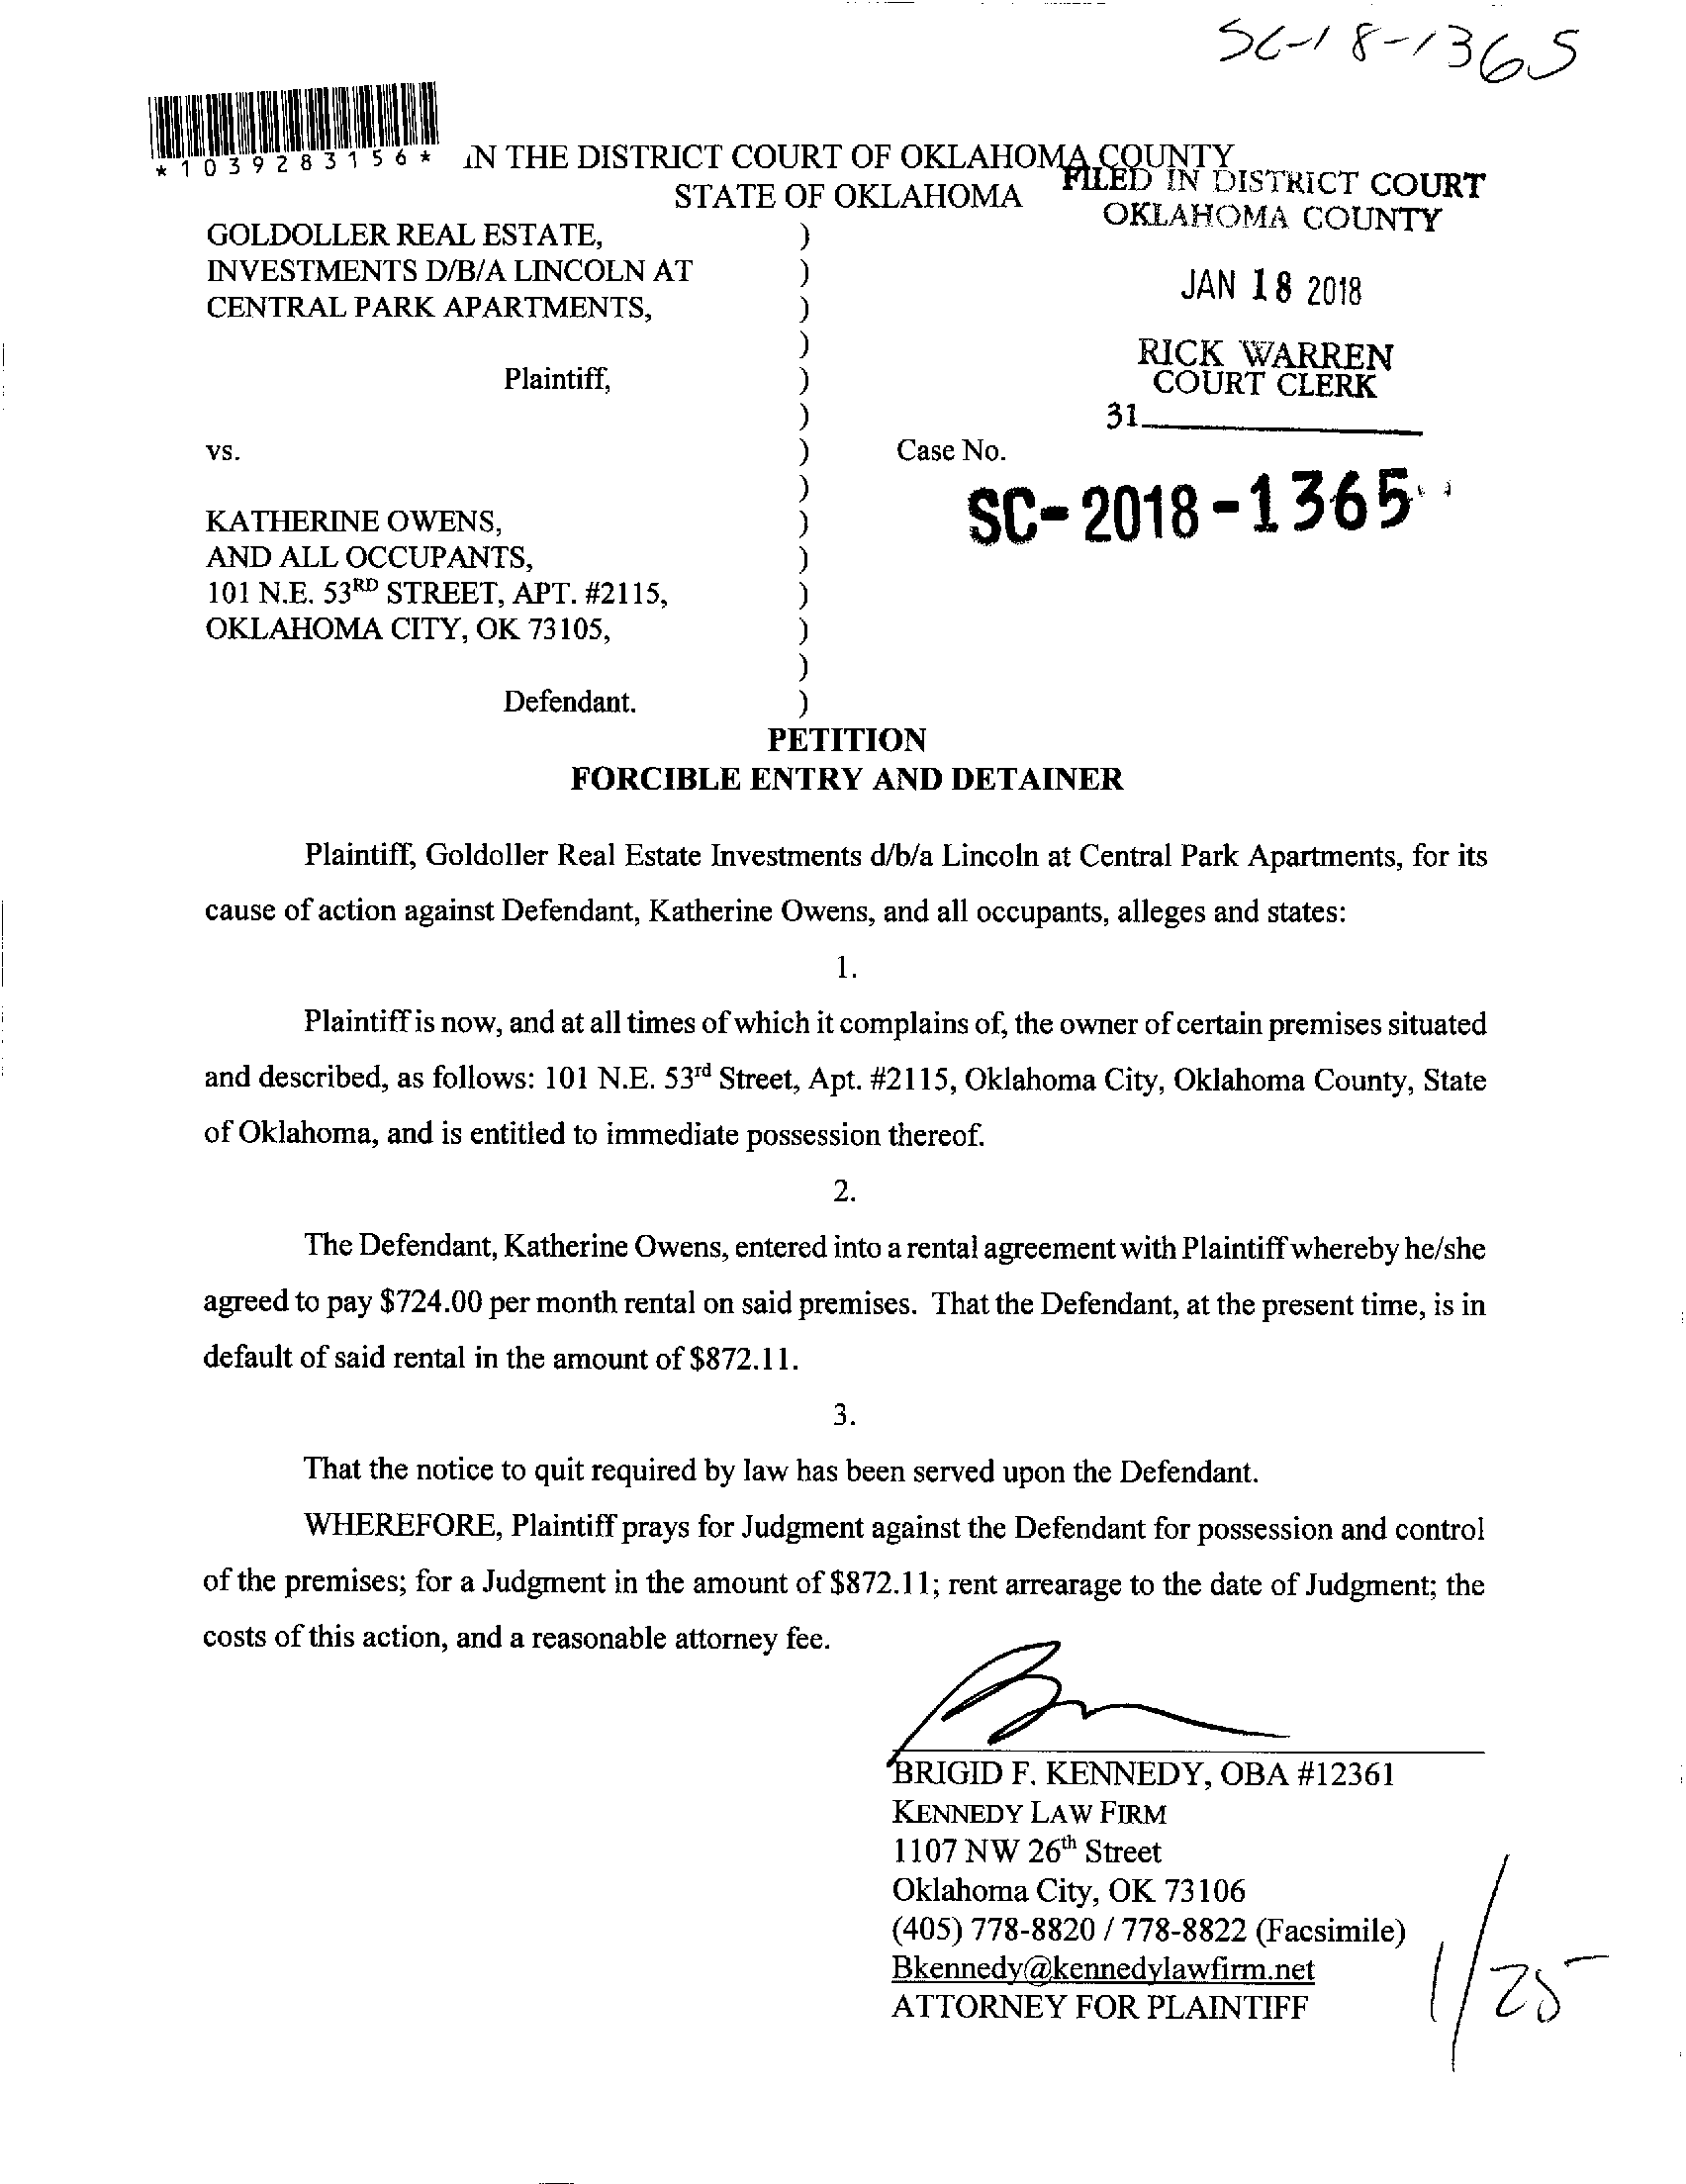 SC-18-1365
*1039283156*
IN THE DISTRICT COURT OF OKLAHOMA COUNTY
STATE OF OKLAHOMA
FILED IN DISTRICT COURT
OKLAHOMA COUNTY
JAN 18 2018
RICK WARREN
COURT CLERK
31
GOLDOLLER REAL ESTATE, )
INVESTMENTS D/B/A LINCOLN AT )
CENTRAL PARK APARTMENTS, )
)
Plaintiff, )
)
vs. ) Case No.
) SC-2018-1365
KATHERINE OWENS, )
AND ALL OCCUPANTS, )
101 N.E. 53RD STREET, APT. #2115, )
OKLAHOMA CITY, OK 73105, )
)
Defendant. )
PETITION
FORCIBLE ENTRY AND DETAINER
Plaintiff, Goldoller Real Estate Investments d/b/a Lincoln at Central Park Apartments, for its
cause of action against Defendant, Katherine Owens, and all occupants, alleges and states:
1.
Plaintiff is now, and at all times of which it complains of, the owner of certain premises situated
and described, as follows: 101 N.E. 53rd Street, Apt. #2115, Oklahoma City, Oklahoma County, State
of Oklahoma, and is entitled to immediate possession thereof.
2.
The Defendant, Katherine Owens, entered into a rental agreement with Plaintiff whereby he/she
agreed to pay $724.00 per month rental on said premises. That the Defendant, at the present time, is in
default of said rental in the amount of $872.11.
3.
That the notice to quit required by law has been served upon the Defendant.
WHEREFORE, Plaintiff prays for Judgment against the Defendant for possession and control
of the premises; for a Judgment in the amount of $872.11; rent arrearage to the date of Judgment; the
costs of this action, and a reasonable attorney fee.
BRIGID F. KENNEDY, OBA #12361
KENNEDY LAW FIRM
1107 NW 26th Street
Oklahoma City, OK 73106
(405) 778-8820 / 778-8822 (Facsimile)
Bkennedy@kennedylawfirm.net
ATTORNEY FOR PLAINTIFF
1/25